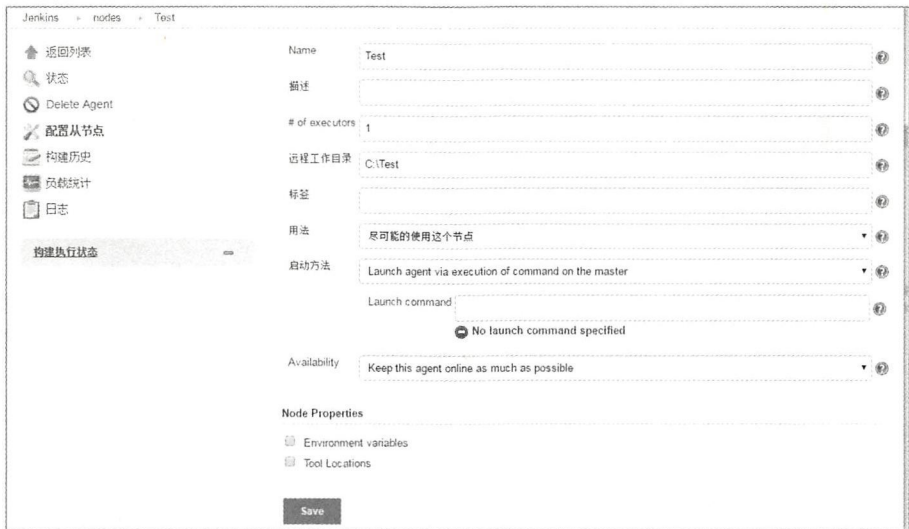 Jenkins › nodes › Test
返回列表
状态
Delete Agent
配置从节点
构建历史
负载统计
日志
构建执行状态
Name Test
描述
# of executors 1
远程工作目录 C:\Test
标签
用法 尽可能的使用这个节点
启动方法 Launch agent via execution of command on the master
Launch command
No launch command specified
Availability Keep this agent online as much as possible
Node Properties
Environment variables
Tool Locations
Save